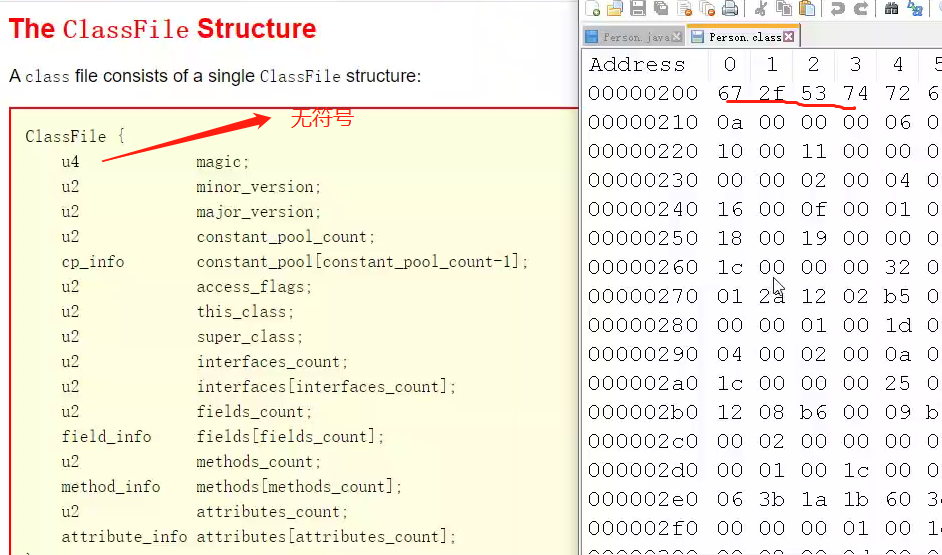 The ClassFile Structure
A class file consists of a single ClassFile structure:
无符号
ClassFile {
u4 magic;
u2 minor_version;
u2 major_version;
u2 constant_pool_count;
cp_info constant_pool[constant_pool_count-1];
u2 access_flags;
u2 this_class;
u2 super_class;
u2 interfaces_count;
u2 interfaces[interfaces_count];
u2 fields_count;
field_info fields[fields_count];
u2 methods_count;
method_info methods[methods_count];
u2 attributes_count;
attribute_info attributes[attributes_count];
Person.java Person.class
Address 0 1 2 3 4 5
00000200 67 2f 53 74 72 6
00000210 0a 00 00 00 06 0
00000220 10 00 11 00 00 0
00000230 00 00 02 00 04 0
00000240 16 00 0f 00 01 0
00000250 18 00 19 00 00 0
00000260 1c 00 00 00 32 0
00000270 01 2a 12 02 b5 0
00000280 00 00 01 00 1d 0
00000290 04 00 02 00 0a 0
000002a0 1c 00 00 00 25 0
000002b0 12 08 b6 00 09 b
000002c0 00 02 00 00 00 0
000002d0 00 01 00 1c 00 0
000002e0 06 3b 1a 1b 60 3
000002f0 00 00 00 01 00 1